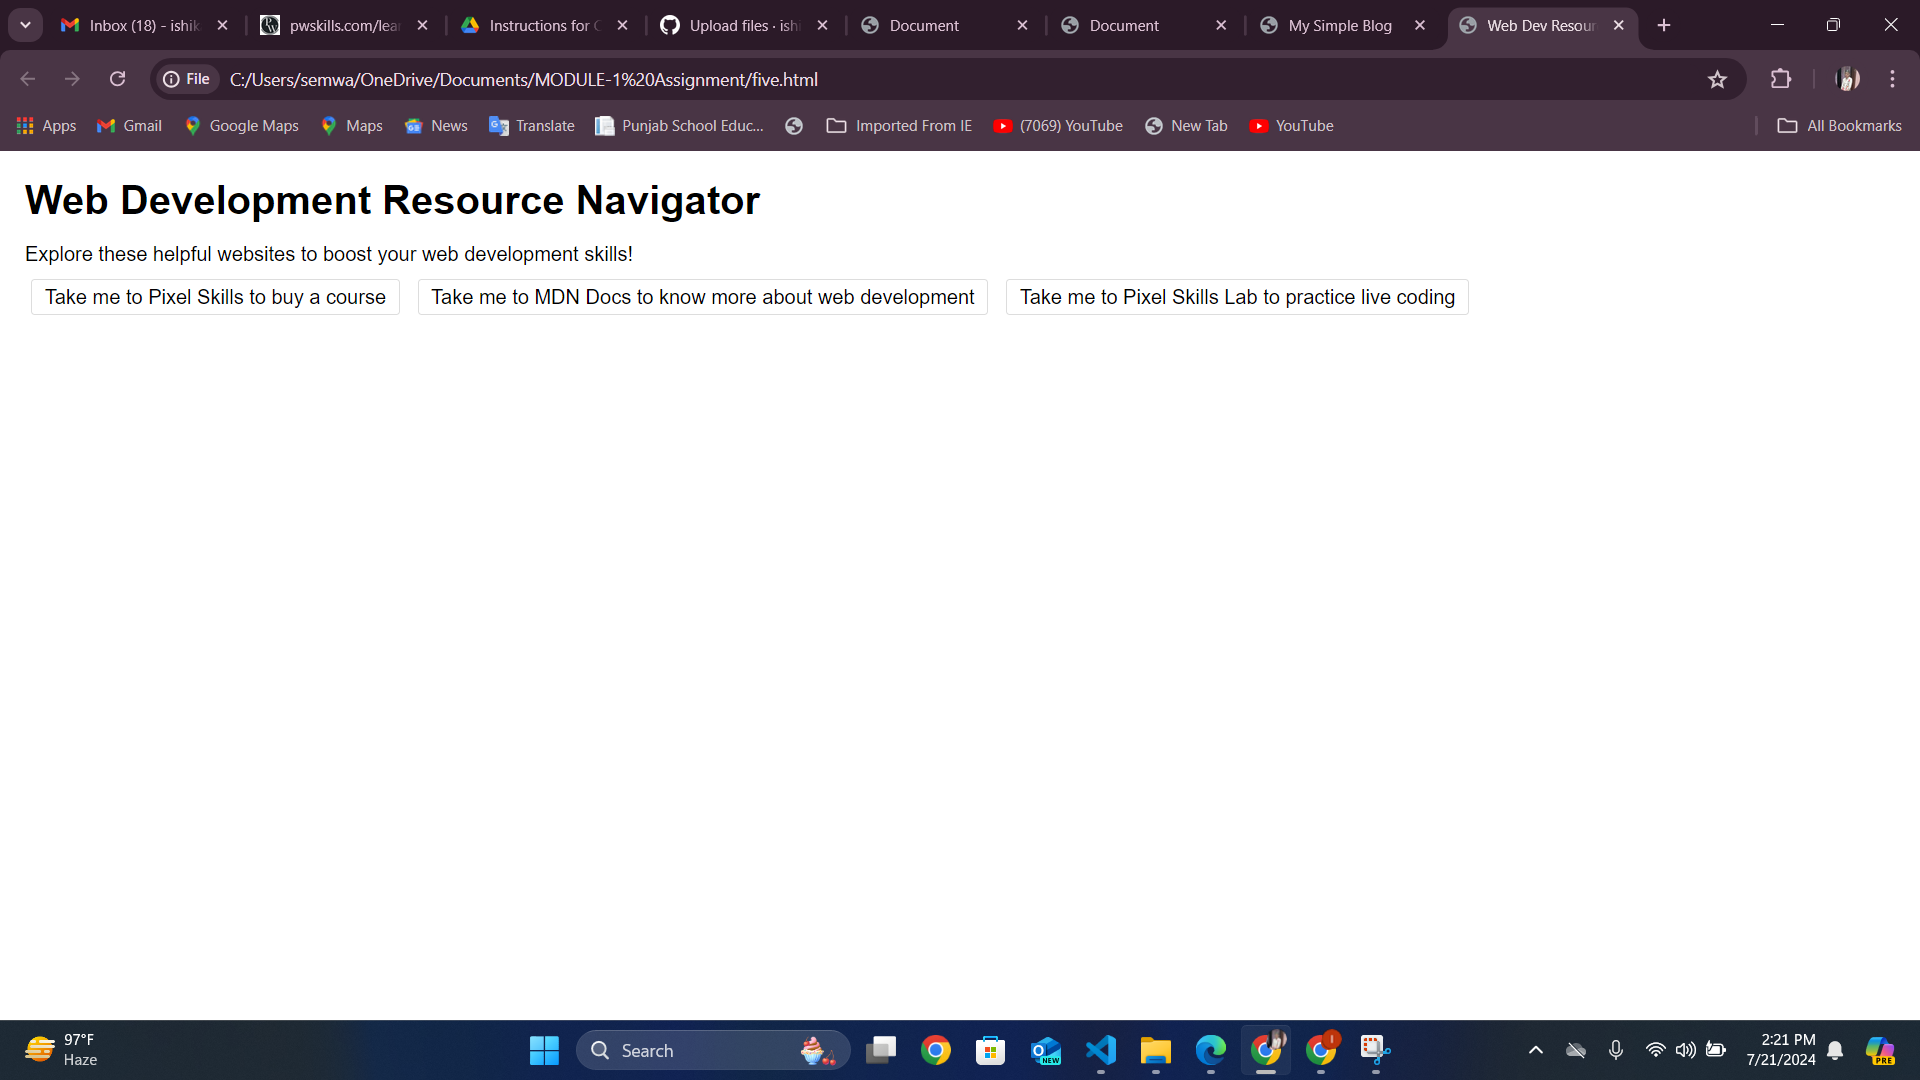 Inbox (18) - ishik
pwskills.com/lear
Instructions for C
Upload files · ishi
Document
Document
My Simple Blog
Web Dev Resour
File
C:/Users/semwa/OneDrive/Documents/MODULE-1%20Assignment/five.html
Apps
Gmail
Google Maps
Maps
News
Translate
Punjab School Educ...
Imported From IE
(7069) YouTube
New Tab
YouTube
All Bookmarks
Web Development Resource Navigator
Explore these helpful websites to boost your web development skills!
Take me to Pixel Skills to buy a course
Take me to MDN Docs to know more about web development
Take me to Pixel Skills Lab to practice live coding
97°F
Haze
Search
NEW
2:21 PM
7/21/2024
PRE